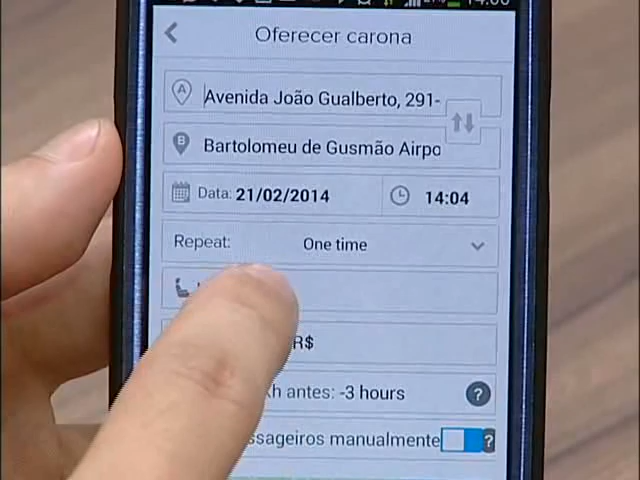 Oferecer carona
A Avenida João Gualberto, 291-
B Bartolomeu de Gusmão Airpo
Data: 21/02/2014 14:04
Repeat: One time
R$
h antes: -3 hours ?
ssageiros manualmente ?